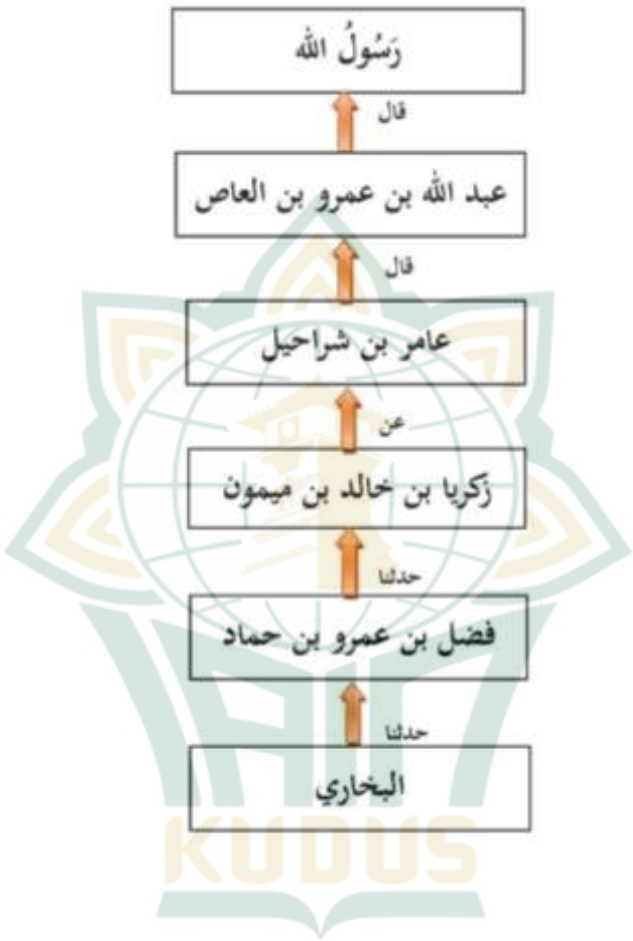 رَسُولُ الله
قال
عبد الله بن عمرو بن العاص
قال
عامر بن شراحيل
عن
زكريا بن خالد بن ميمون
حدثنا
فضل بن عمرو بن حماد
حدثنا
البخاري
IAIN
KUDUS